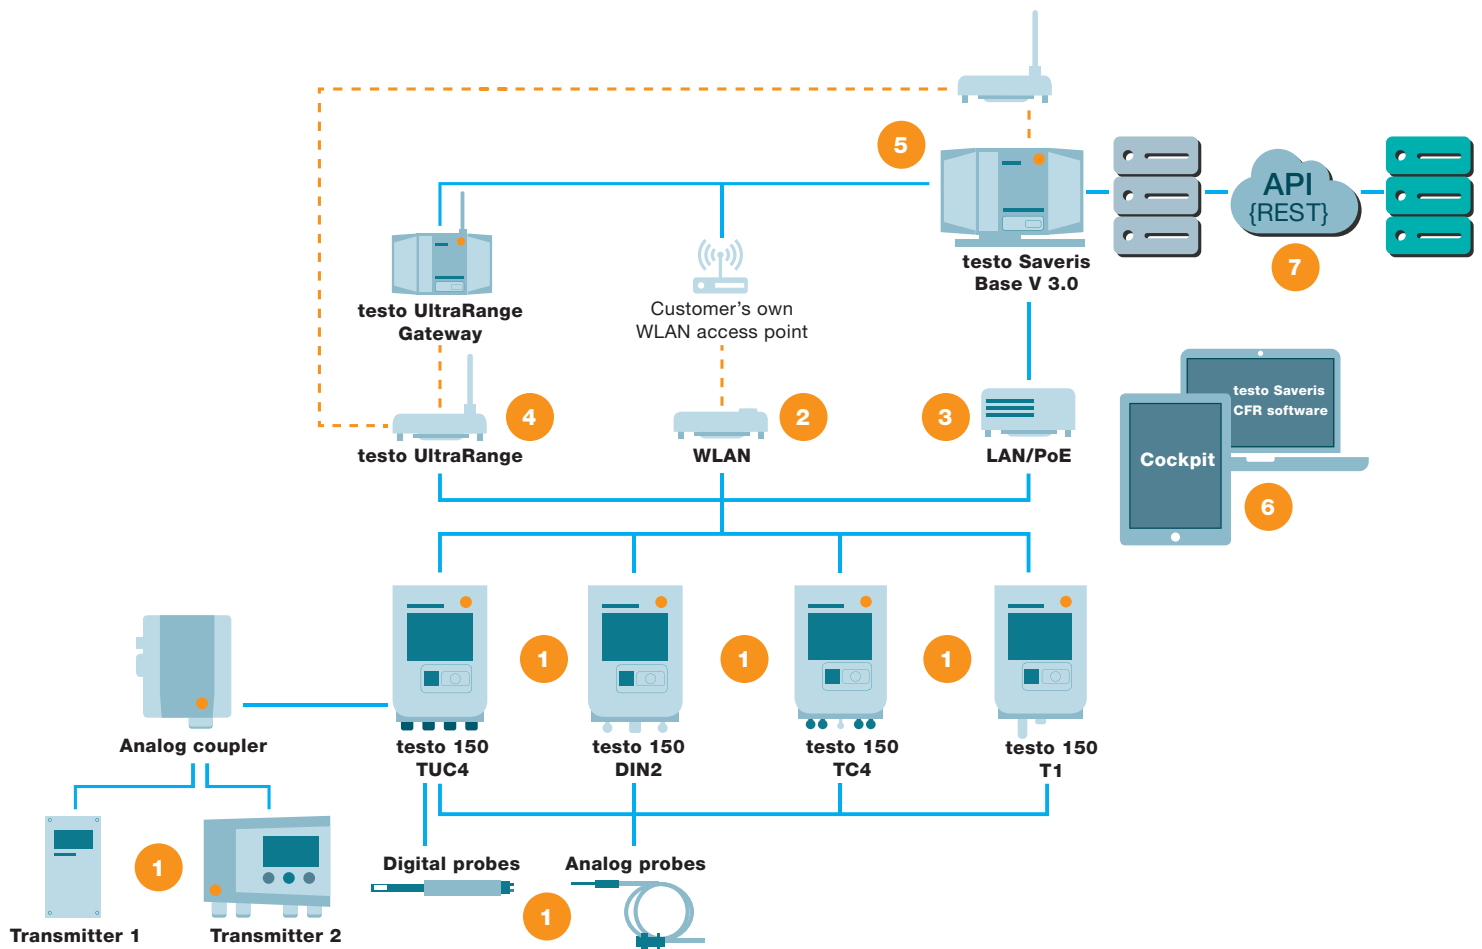 5
API
{REST}
7
testo Saveris
Base V 3.0
testo UltraRange
Gateway
Customer's own
WLAN access point
4
2
3
testo UltraRange
WLAN
LAN/PoE
testo Saveris
CFR software
Cockpit
6
1
1
1
Analog coupler
testo 150
TUC4
testo 150
DIN2
testo 150
TC4
testo 150
T1
1
Digital probes
Analog probes
1
Transmitter 1
Transmitter 2